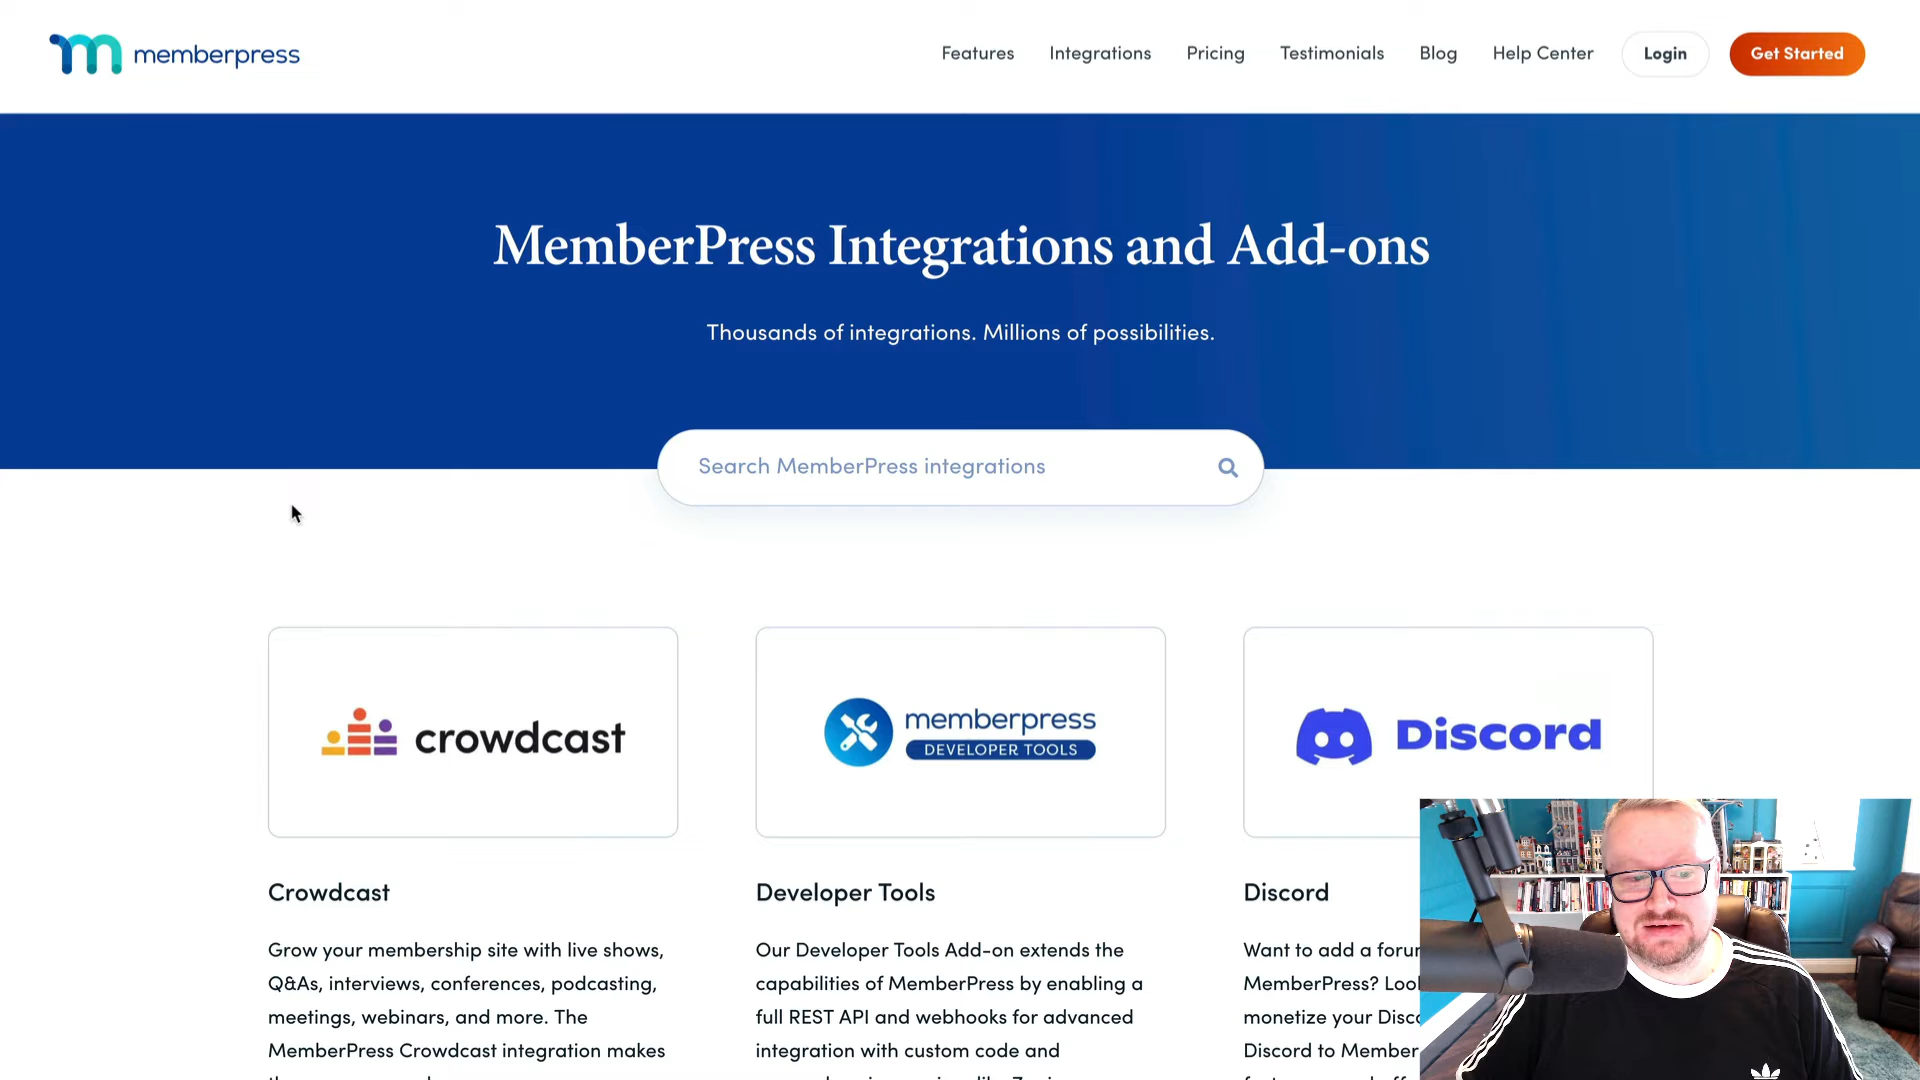 memberpress
Features
Integrations
Pricing
Testimonials
Blog
Help Center
Login
Get Started
MemberPress Integrations and Add-ons
Thousands of integrations. Millions of possibilities.
Search MemberPress integrations
crowdcast
memberpress
DEVELOPER TOOLS
Discord
Crowdcast
Grow your membership site with live shows,
Q&As, interviews, conferences, podcasting,
meetings, webinars, and more. The
MemberPress Crowdcast integration makes
Developer Tools
Our Developer Tools Add-on extends the
capabilities of MemberPress by enabling a
full REST API and webhooks for advanced
integration with custom code and
Discord
Want to add a
MemberPress?
monetize your
Discord to Member